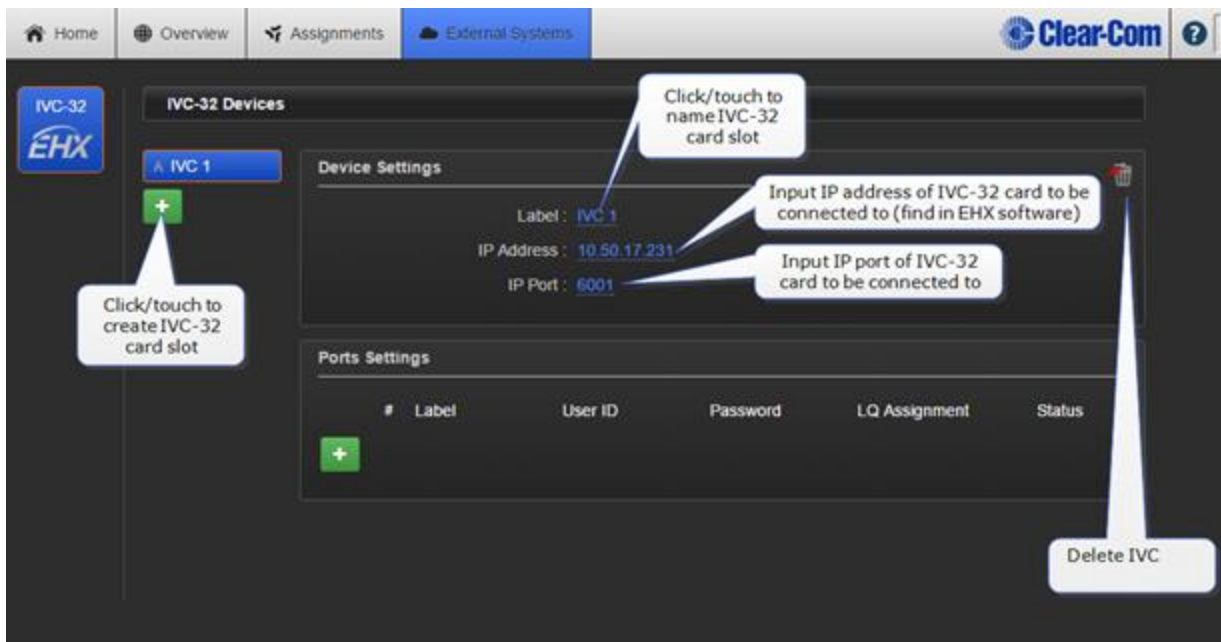 Home
Overview
Assignments
External Systems
Clear-Com
?
IVC-32
EHX
IVC-32 Devices
Click/touch to
name IVC-32
card slot
A IVC 1
+
Device Settings
Label : IVC 1
Input IP address of IVC-32 card to be
connected to (find in EHX software)
IP Address : 10.50.17.231
Input IP port of IVC-32
card to be connected to
IP Port : 6001
Click/touch to
create IVC-32
card slot
Ports Settings
# Label User ID Password LQ Assignment Status
+
Delete IVC